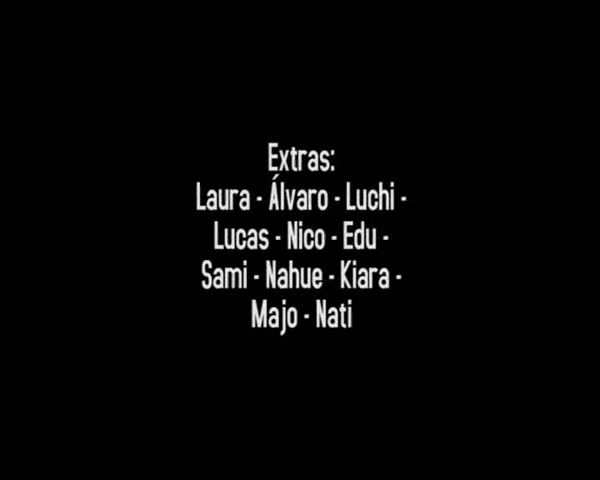 Extras:
Laura - Álvaro - Luchi -
Lucas - Nico - Edu -
Sami - Nahue - Kiara -
Majo - Nati